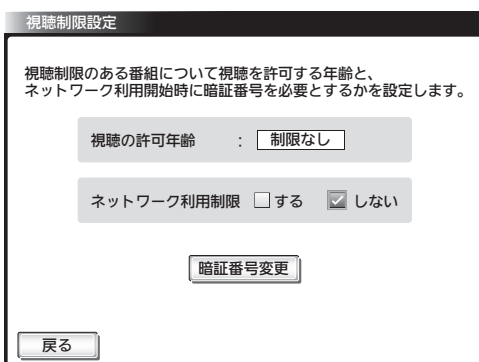 視聴制限設定
視聴制限のある番組について視聴を許可する年齢と、
ネットワーク利用開始時に暗証番号を必要とするかを設定します。
視聴の許可年齢 : 制限なし
ネットワーク利用制限 する しない
暗証番号変更
戻る